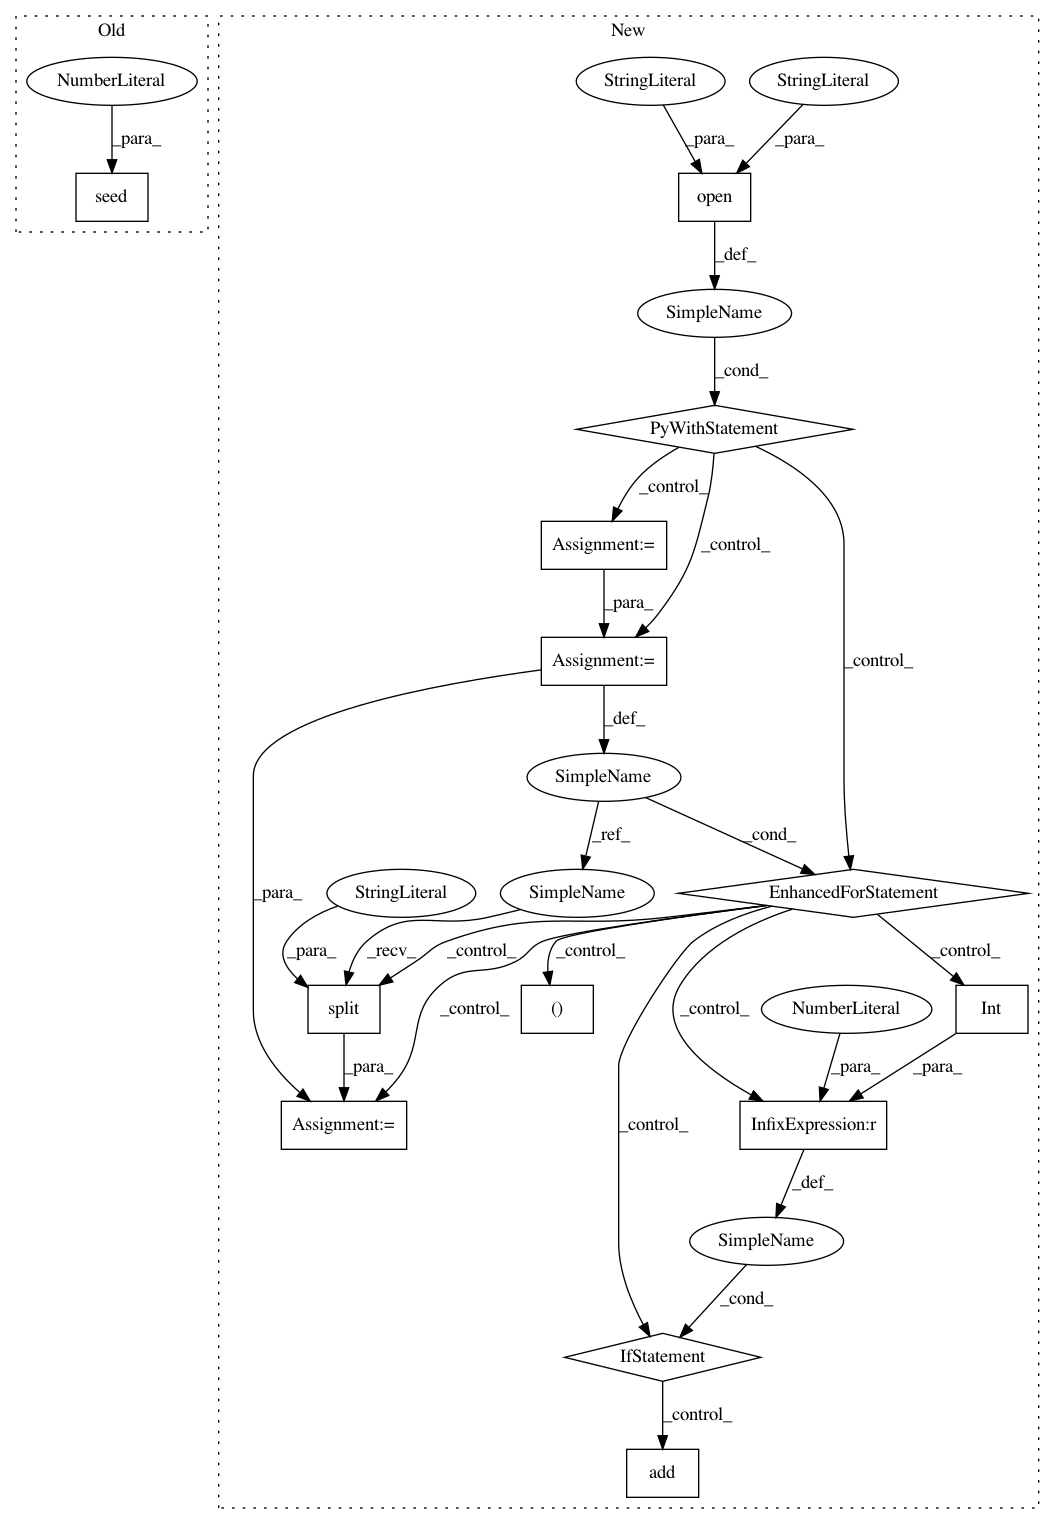 Old
New
NumberLiteral
StringLiteral
StringLiteral
_para_
_para_
_para_
seed
open
_def_
SimpleName
_cond_
PyWithStatement
_control_
Assignment:=
_control_
_para_
Assignment:=
_control_
_def_
SimpleName
_ref_
_cond_
_para_
StringLiteral
SimpleName
EnhancedForStatement
_para_
_recv_
_control_
_control_
_control_
split
_control_
()
_control_
NumberLiteral
Int
_para_
_para_
_para_
Assignment:=
_control_
InfixExpression:r
_def_
SimpleName
_cond_
IfStatement
_control_
add